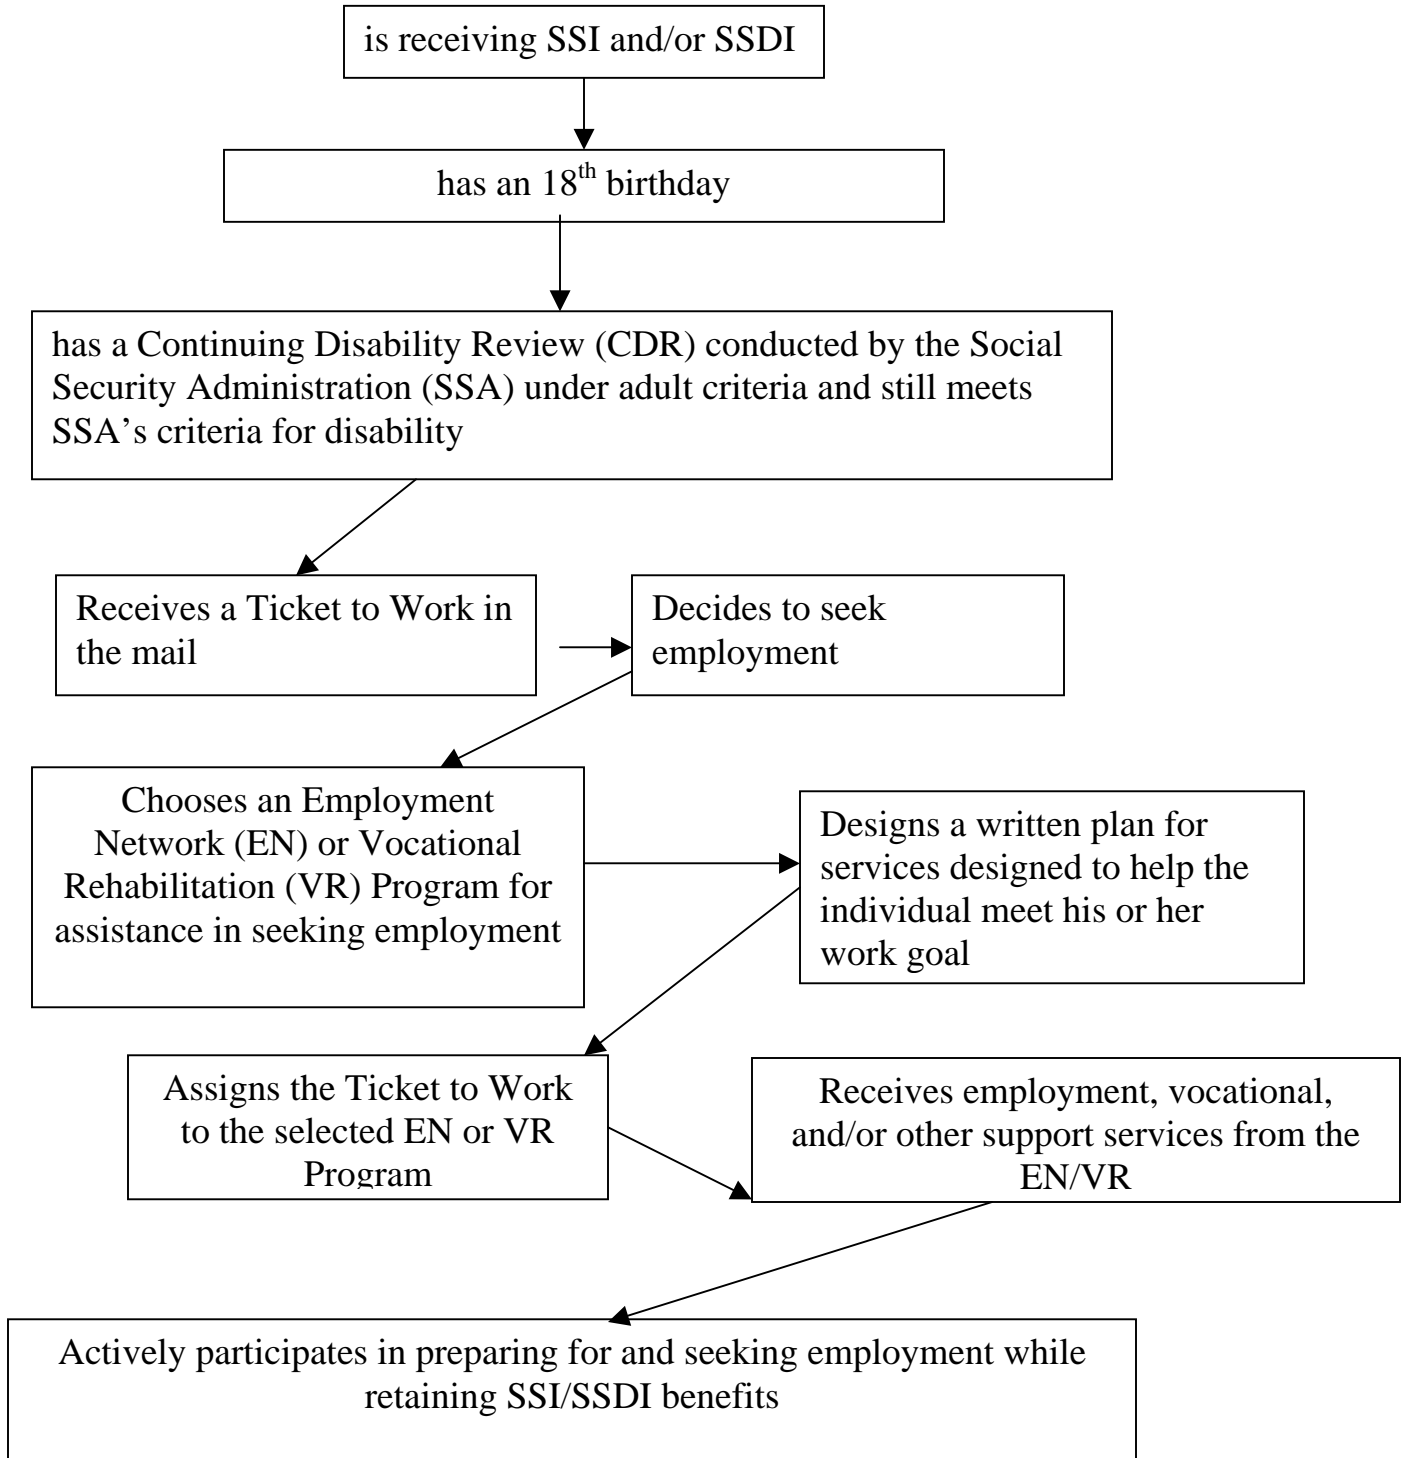 is receiving SSI and/or SSDI
has an 18th birthday
has a Continuing Disability Review (CDR) conducted by the Social
Security Administration (SSA) under adult criteria and still meets
SSA’s criteria for disability
Receives a Ticket to Work in
the mail
Decides to seek
employment
Chooses an Employment
Network (EN) or Vocational
Rehabilitation (VR) Program for
assistance in seeking employment
Designs a written plan for
services designed to help the
individual meet his or her
work goal
Assigns the Ticket to Work
to the selected EN or VR
Program
Receives employment, vocational,
and/or other support services from the
EN/VR
Actively participates in preparing for and seeking employment while
retaining SSI/SSDI benefits